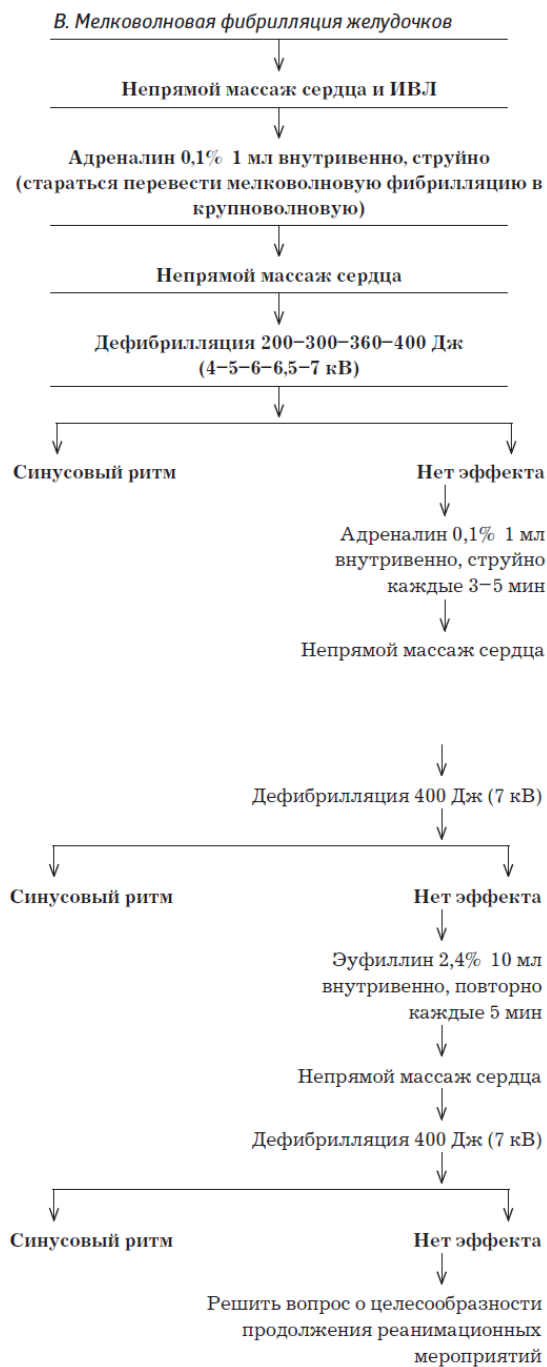 В. Мелковолновая фибрилляция желудочков
Непрямой массаж сердца и ИВЛ
Адреналин 0,1% 1 мл внутривенно, струйно
(стараться перевести мелковолновую фибрилляцию в
крупноволновую)
Непрямой массаж сердца
Дефибрилляция 200–300–360–400 Дж
(4–5–6–6,5–7 кВ)
Синусовый ритм
Нет эффекта
Адреналин 0,1% 1 мл
внутривенно, струйно
каждые 3–5 мин
Непрямой массаж сердца
Дефибрилляция 400 Дж (7 кВ)
Синусовый ритм
Нет эффекта
Эуфиллин 2,4% 10 мл
внутривенно, повторно
каждые 5 мин
Непрямой массаж сердца
Дефибрилляция 400 Дж (7 кВ)
Синусовый ритм
Нет эффекта
Решить вопрос о целесообразности
продолжения реанимационных
мероприятий